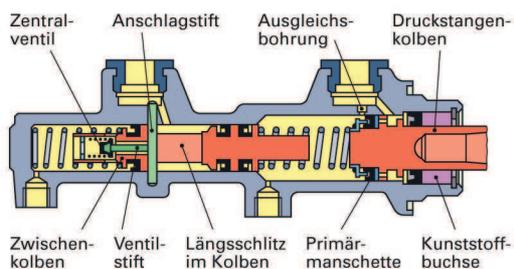 Zentral-
ventil
Anschlagstift
Ausgleichs-
bohrung
Druckstangen-
kolben
Zwischen-
kolben
Ventil-
stift
Längsschlitz
im Kolben
Primär-
manschette
Kunststoff-
buchse